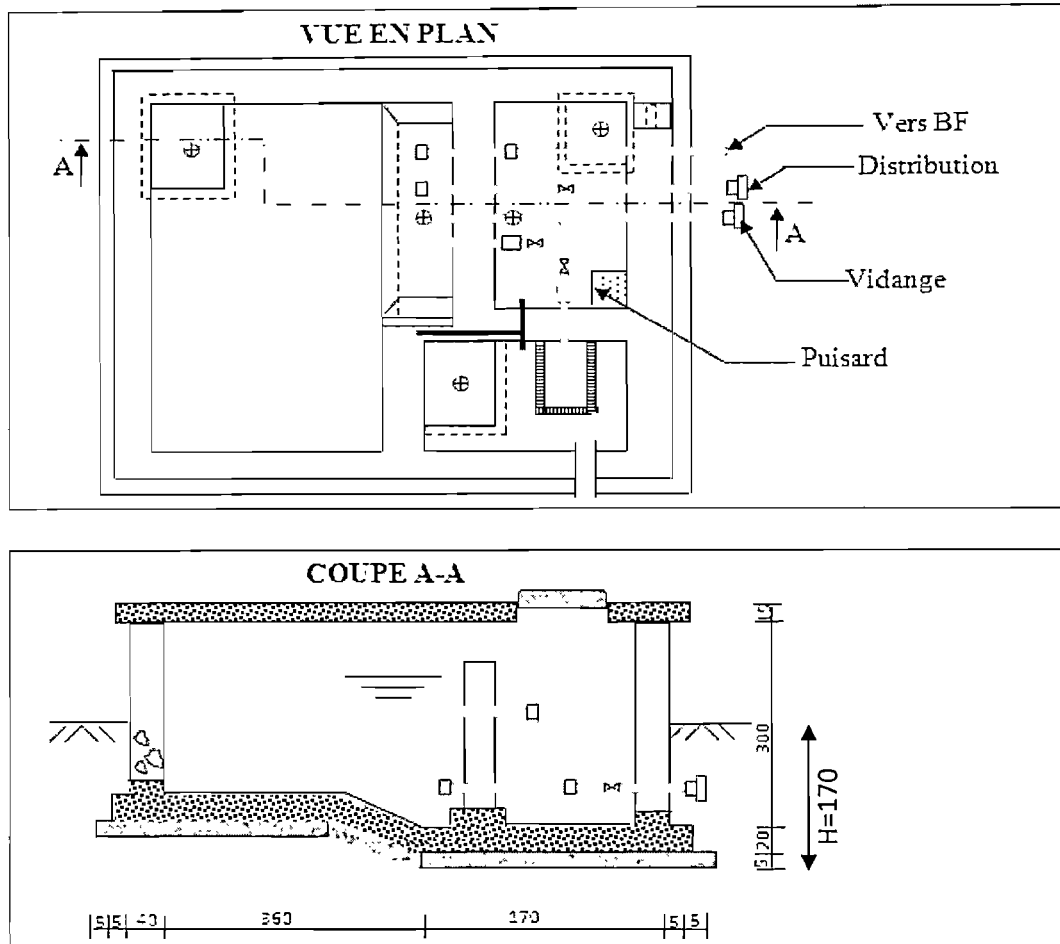 VUE EN PLAN
Vers BF
Distribution
A
A
Vidange
Puisard
COUPE A-A
15
300
H=170
20
5
5 5 40 360 170 5 5